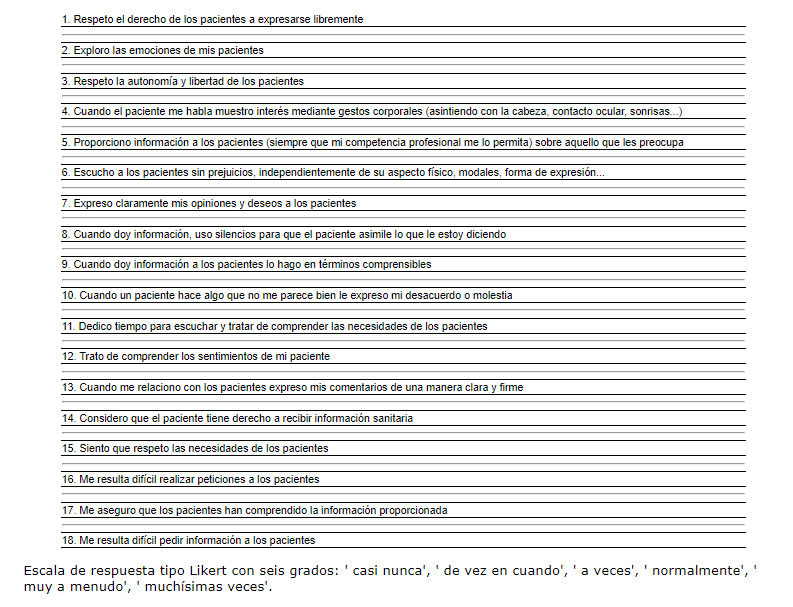 1. Respeto el derecho de los pacientes a expresarse libremente
2. Exploro las emociones de mis pacientes
3. Respeto la autonomía y libertad de los pacientes
4. Cuando el paciente me habla muestro interés mediante gestos corporales (asintiendo con la cabeza, contacto ocular, sonrisas...)
5. Proporciono información a los pacientes (siempre que mi competencia profesional me lo permita) sobre aquello que les preocupa
6. Escucho a los pacientes sin prejuicios, independientemente de su aspecto físico, modales, forma de expresión...
7. Expreso claramente mis opiniones y deseos a los pacientes
8. Cuando doy información, uso silencios para que el paciente asimile lo que le estoy diciendo
9. Cuando doy información a los pacientes lo hago en términos comprensibles
10. Cuando un paciente hace algo que no me parece bien le expreso mi desacuerdo o molestia
11. Dedico tiempo para escuchar y tratar de comprender las necesidades de los pacientes
12. Trato de comprender los sentimientos de mi paciente
13. Cuando me relaciono con los pacientes expreso mis comentarios de una manera clara y firme
14. Considero que el paciente tiene derecho a recibir información sanitaria
15. Siento que respeto las necesidades de los pacientes
16. Me resulta difícil realizar peticiones a los pacientes
17. Me aseguro que los pacientes han comprendido la información proporcionada
18. Me resulta difícil pedir información a los pacientes
Escala de respuesta tipo Likert con seis grados: ' casi nunca', ' de vez en cuando', ' a veces', ' normalmente', '
muy a menudo', ' muchísimas veces'.